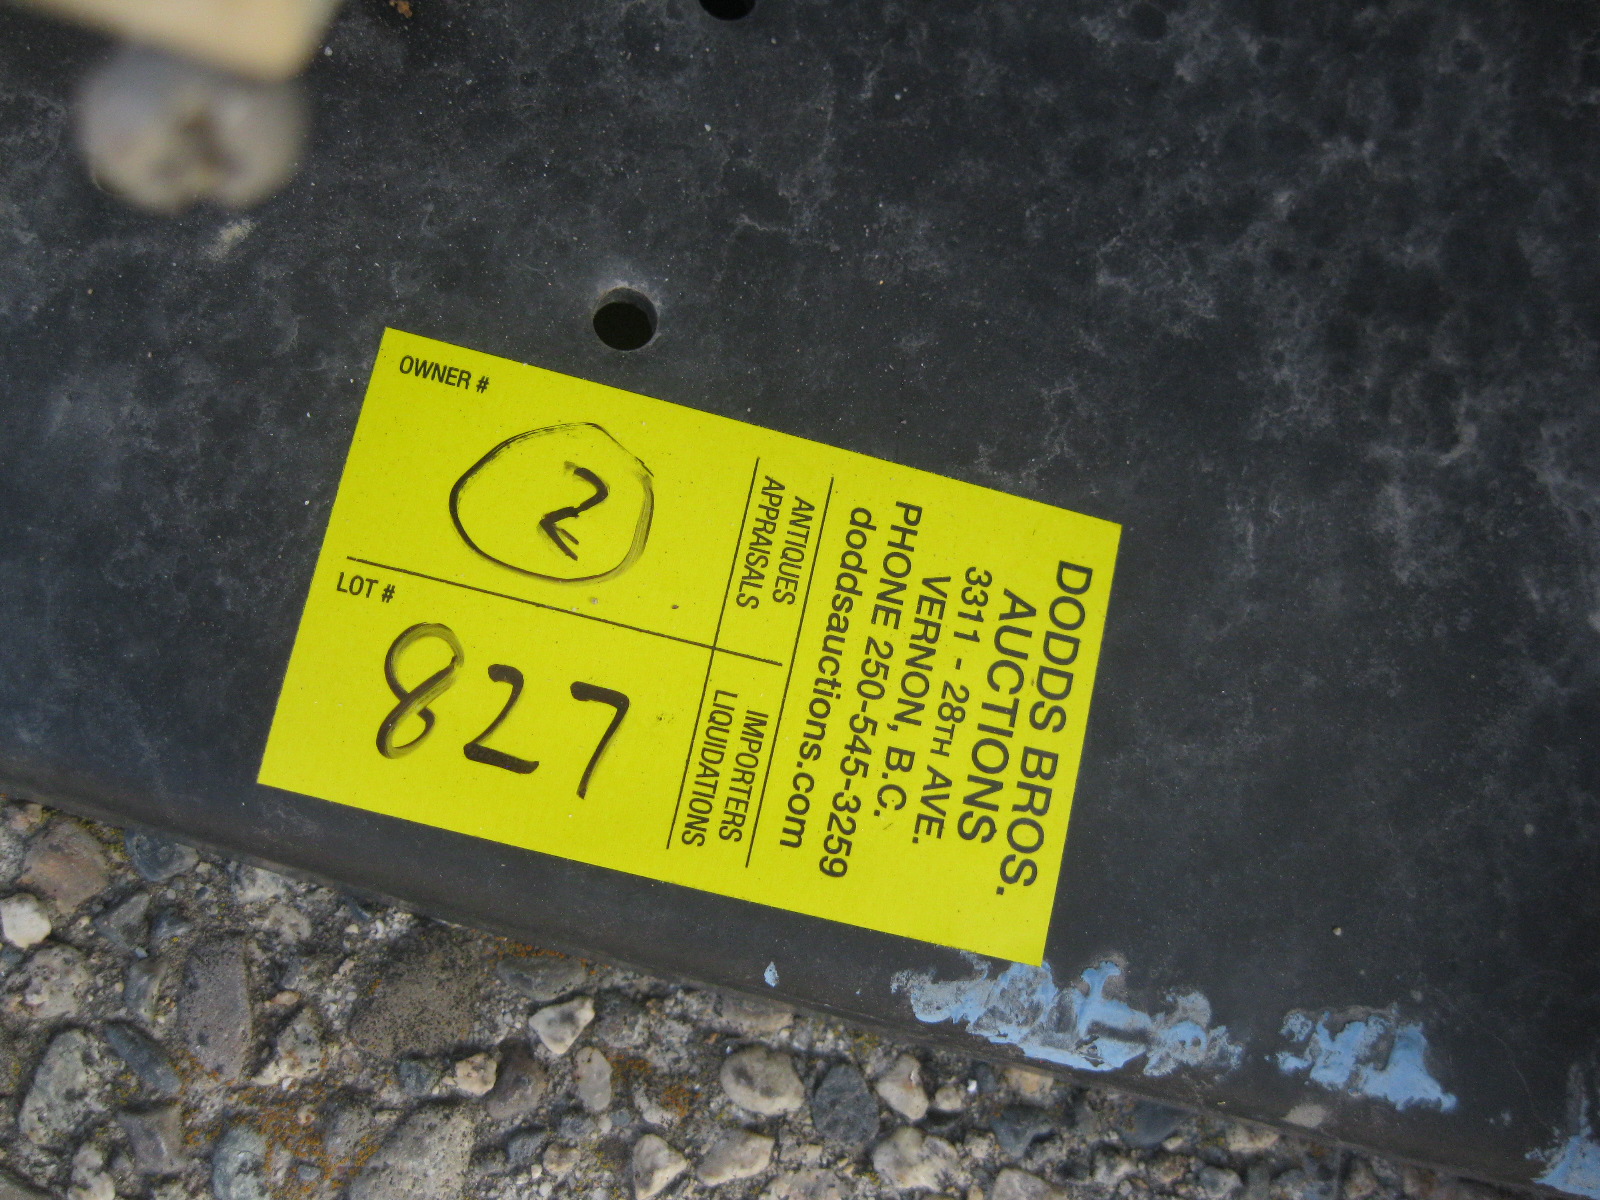 DODDS BROS.
AUCTIONS
3311 - 28TH AVE.
VERNON, B.C.
PHONE 250-545-3259
doddsauctions.com
ANTIQUES
APPRAISALS
IMPORTERS
LIQUIDATIONS
OWNER #
2
LOT #
827